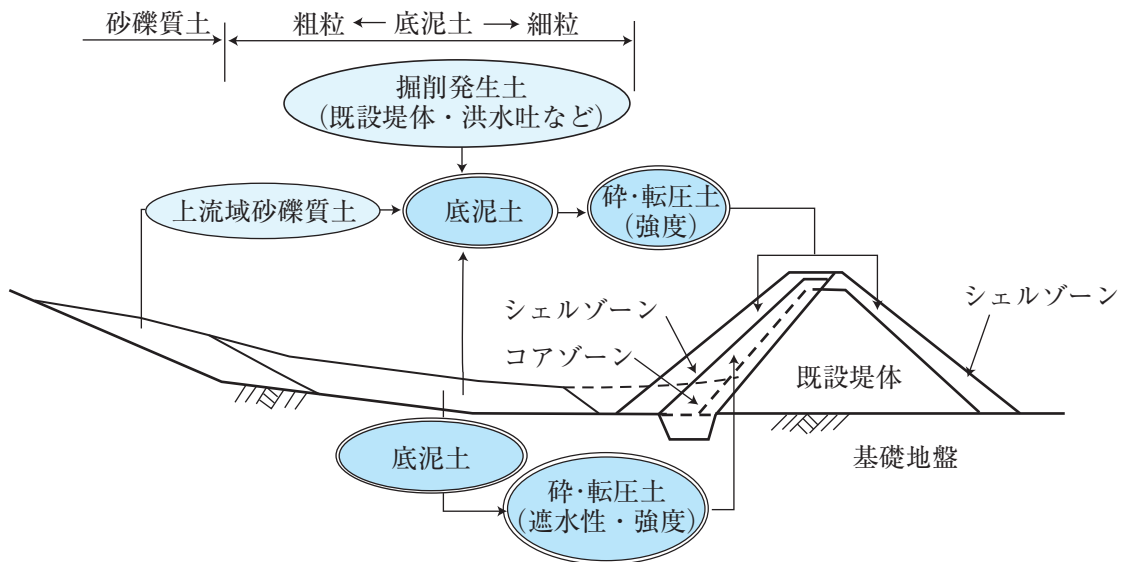 砂礫質土
粗粒 ← 底泥土 → 細粒
掘削発生土
(既設堤体・洪水吐など)
上流域砂礫質土
底泥土
砕・転圧土
(強度)
シェルゾーン
シェルゾーン
コアゾーン
既設堤体
底泥土
基礎地盤
砕・転圧土
(遮水性・強度)